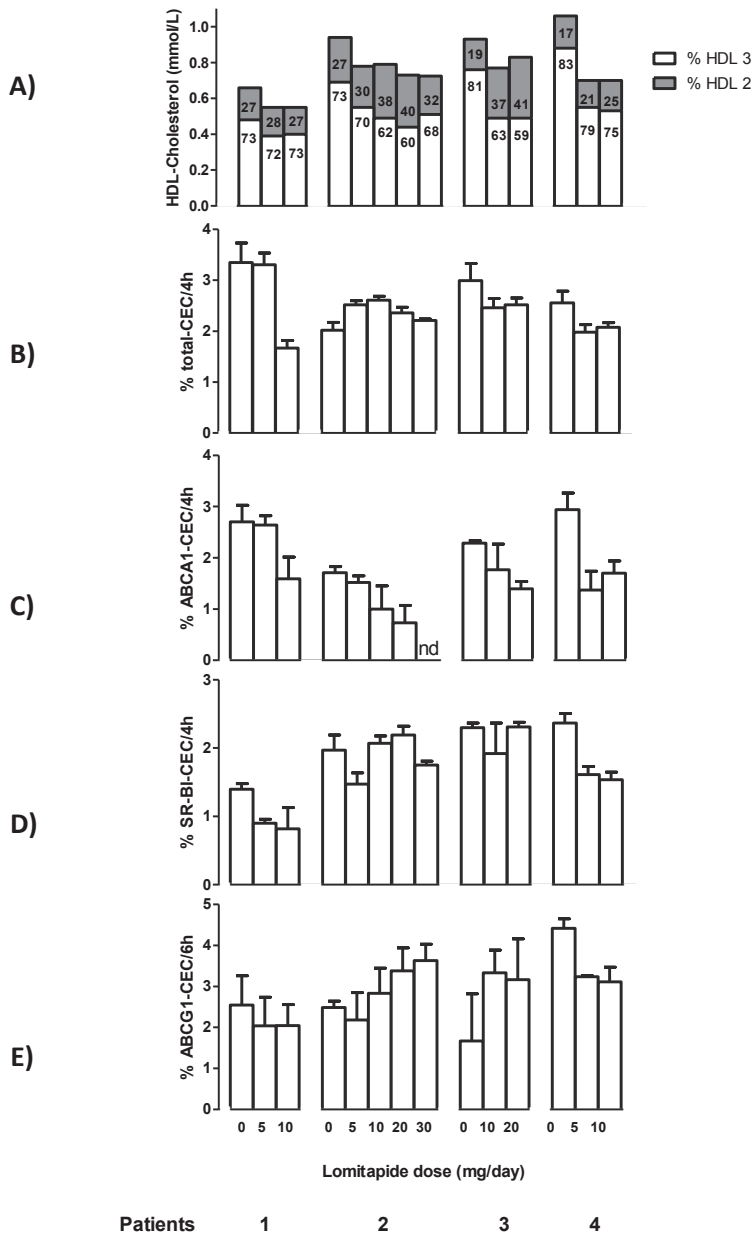 A)
HDL-Cholesterol (mmol/L)
1.0
0.8
0.6
0.4
0.2
0.0
27 28 27
73 72 73
27 30 38 40 32
73 70 62 60 68
19 37 41
81 63 59
17 21 25
83 79 75
% HDL 3
% HDL 2
B)
% total-CEC/4h
4
3
2
1
0
C)
% ABCA1-CEC/4h
4
3
2
1
0
nd
D)
% SR-BI-CEC/4h
3
2
1
0
E)
% ABCG1-CEC/6h
5
4
3
2
1
0
0 5 10 0 5 10 20 30 0 10 20 0 5 10
Lomitapide dose (mg/day)
Patients 1 2 3 4